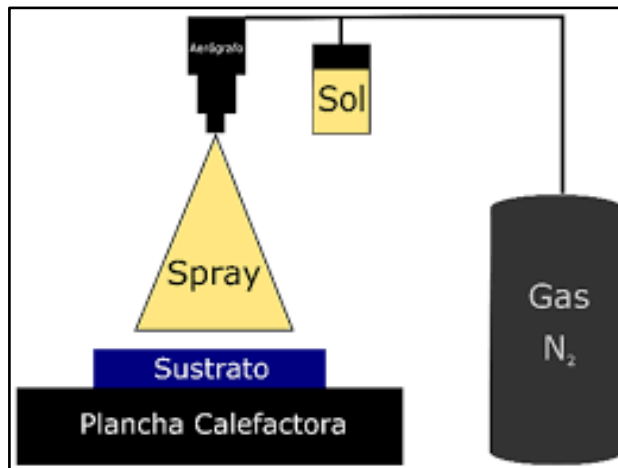 Aerógrafo
Sol
Spray
Gas
N₂
Sustrato
Plancha Calefactora